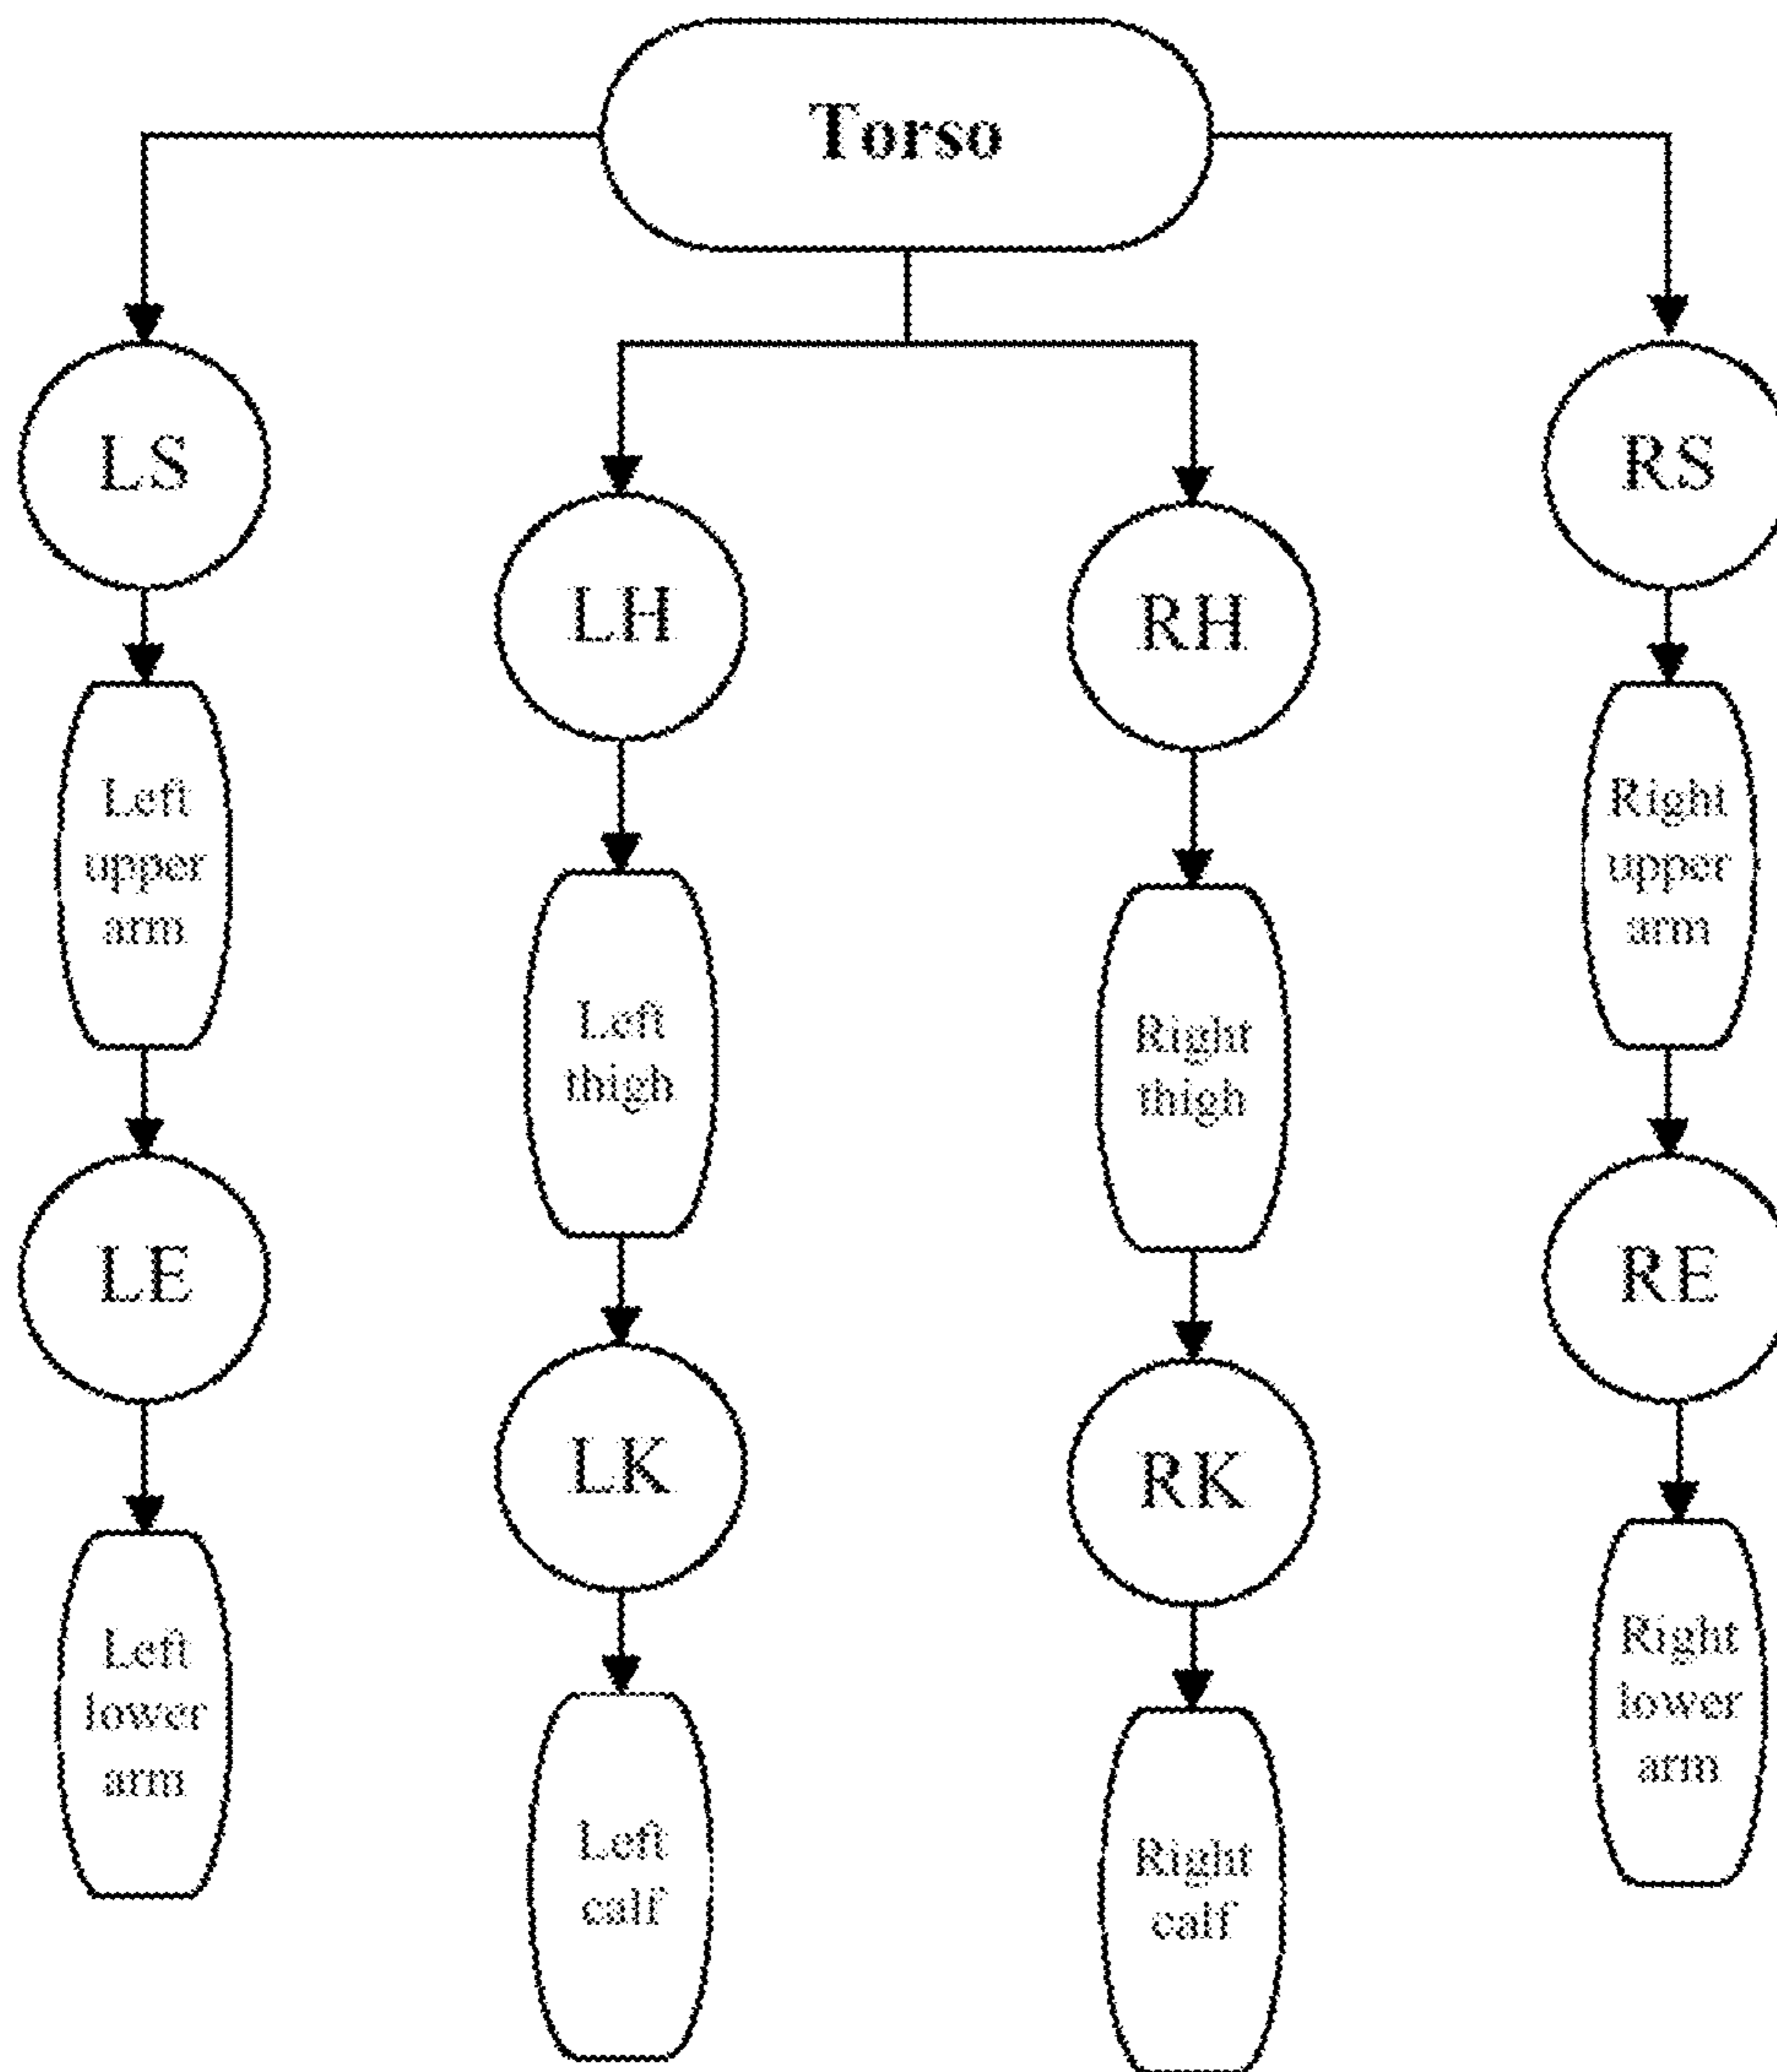 Torso
LS
RS
LH
RH
Left
upper
arm
Right
upper
arm
Left
thigh
Right
thigh
LE
RE
LK
RK
Left
lower
arm
Right
lower
arm
Left
calf
Right
calf